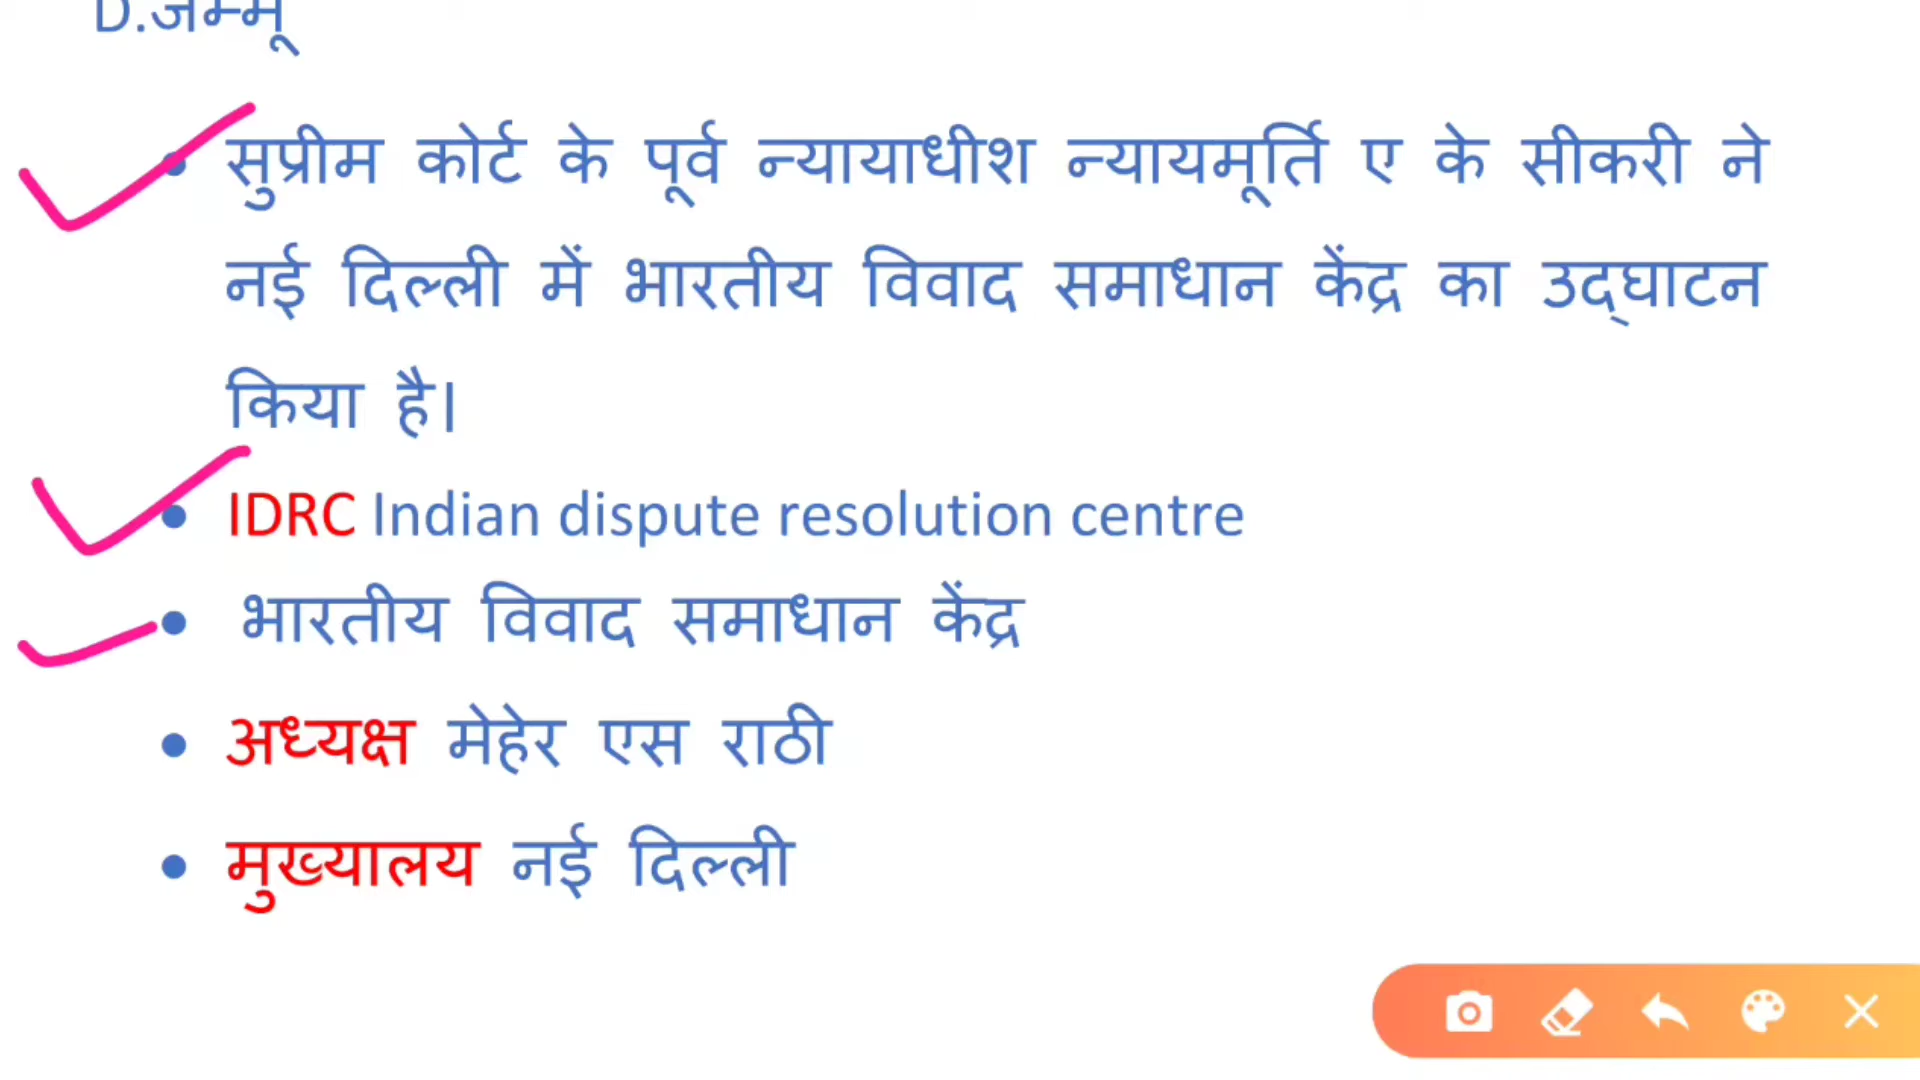 D.जम्मू
सुप्रीम कोर्ट के पूर्व न्यायाधीश न्यायमूर्ति ए के सीकरी ने
नई दिल्ली में भारतीय विवाद समाधान केंद्र का उद्घाटन
किया है।
IDRC Indian dispute resolution centre
भारतीय विवाद समाधान केंद्र
अध्यक्ष मेहेर एस राठी
मुख्यालय नई दिल्ली